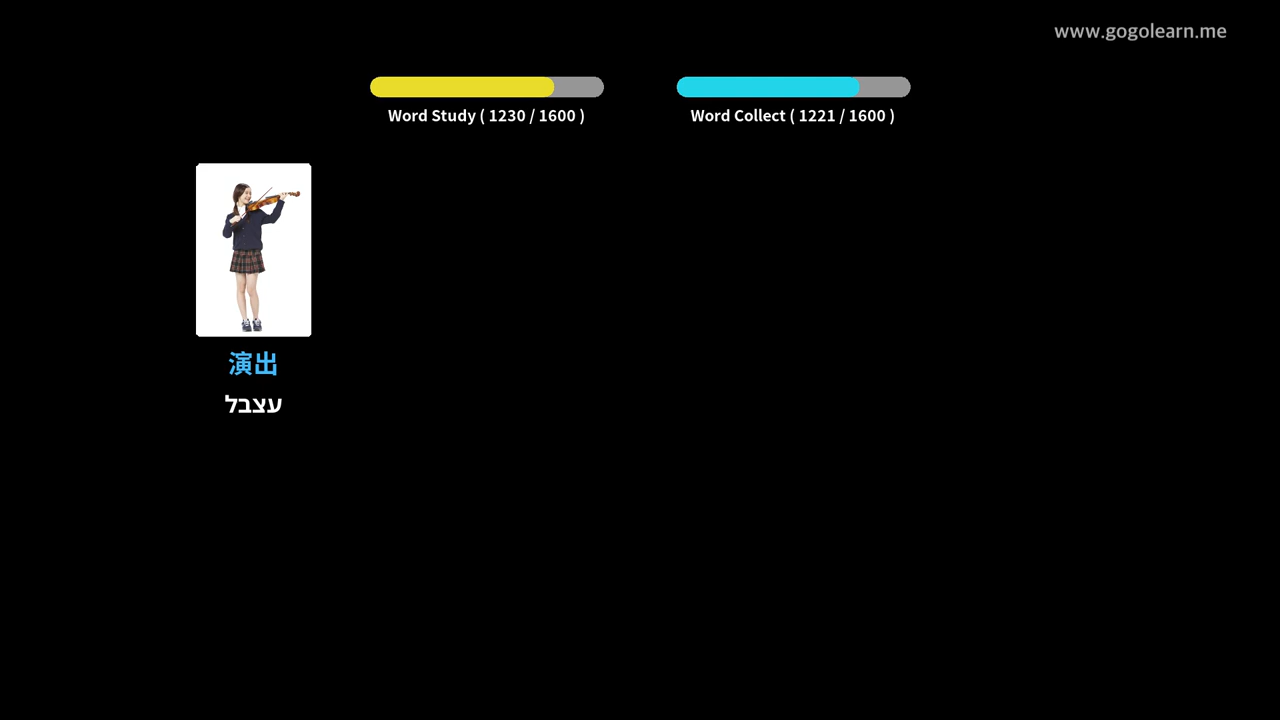 www.gogolearn.me
Word Study ( 1230 / 1600 )
Word Collect ( 1221 / 1600 )
演出
עצבל